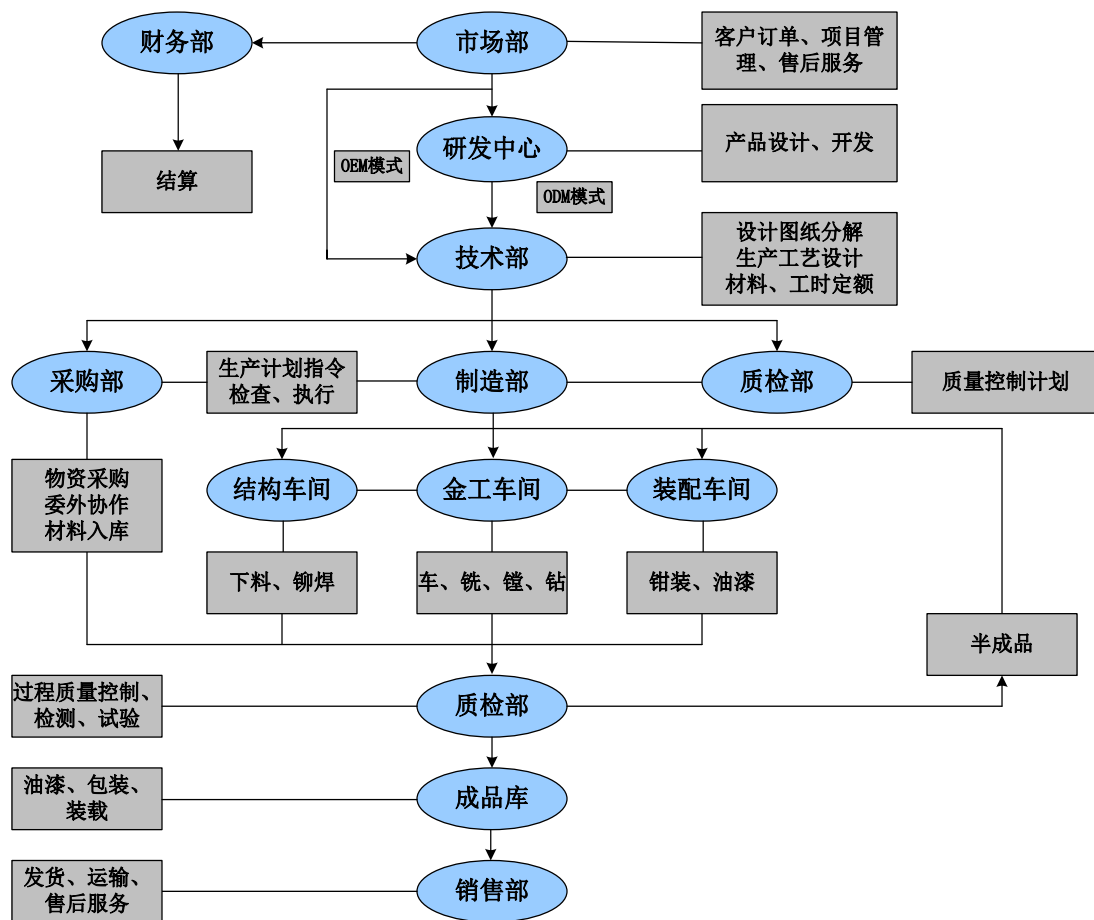 财务部
市场部
客户订单、项目管
理、售后服务
研发中心
产品设计、开发
OEM模式
结算
ODM模式
技术部
设计图纸分解
生产工艺设计
材料、工时定额
采购部
生产计划指令
检查、执行
制造部
质检部
质量控制计划
物资采购
委外协作
材料入库
结构车间
金工车间
装配车间
下料、铆焊
车、铣、镗、钻
钳装、油漆
半成品
过程质量控制、
检测、试验
质检部
油漆、包装、
装载
成品库
发货、运输、
售后服务
销售部